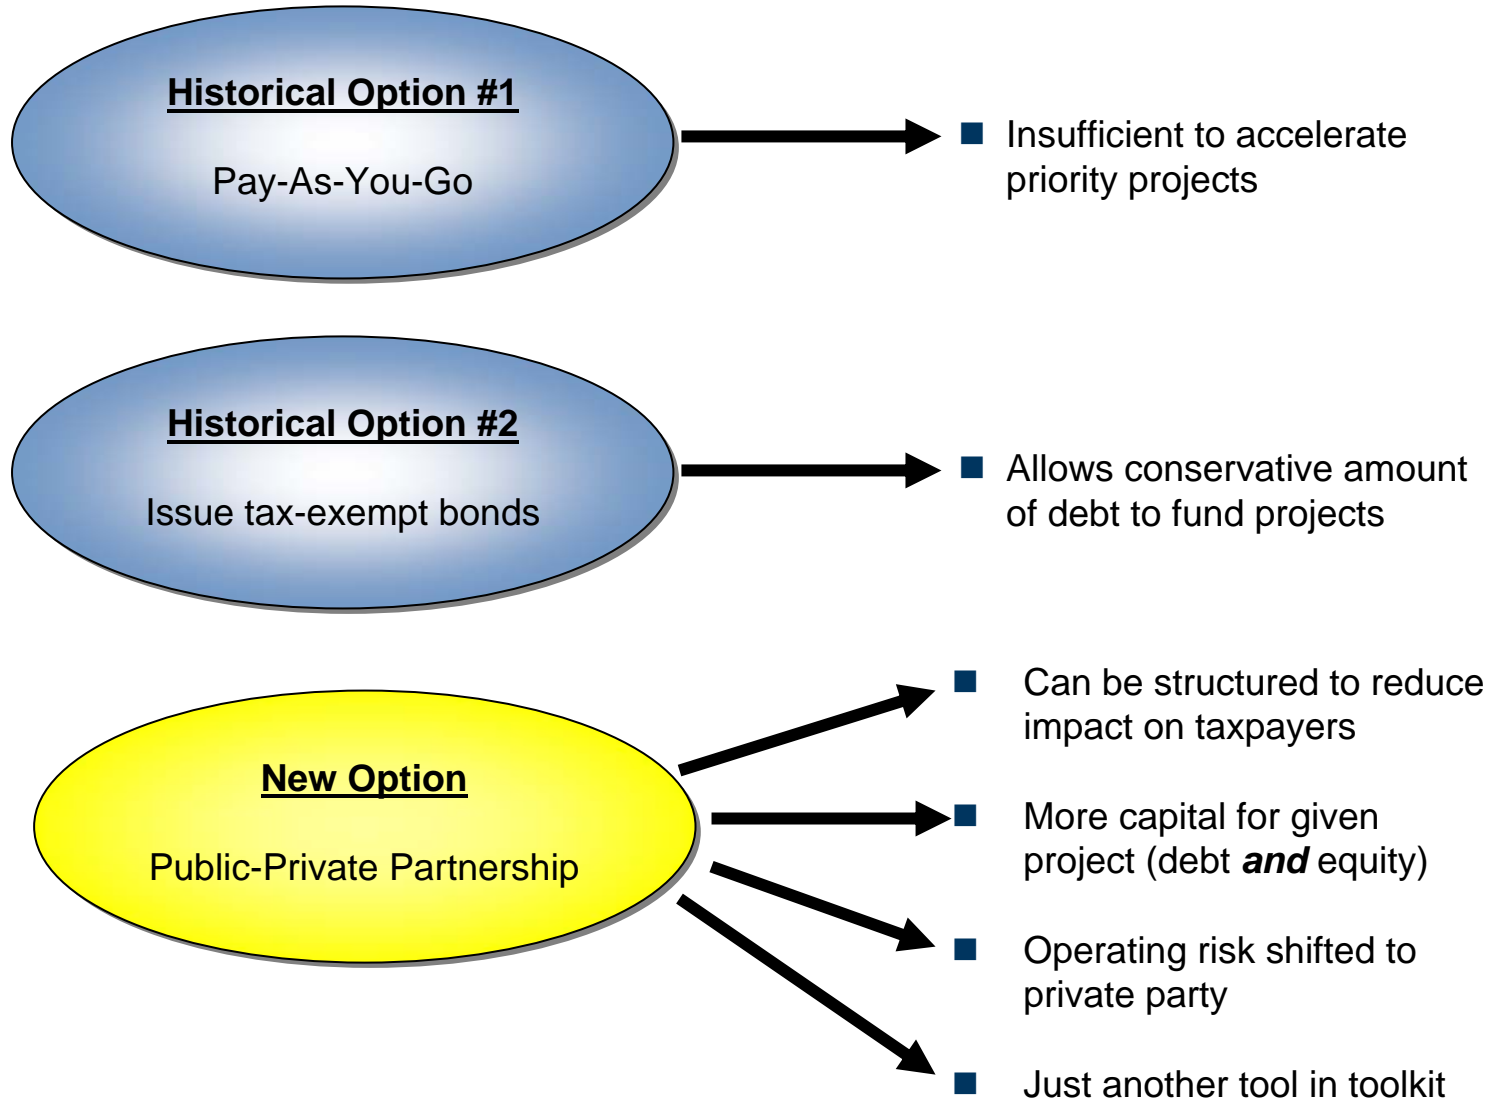 Historical Option #1
Pay-As-You-Go
Insufficient to accelerate
priority projects
Historical Option #2
Issue tax-exempt bonds
Allows conservative amount
of debt to fund projects
New Option
Public-Private Partnership
Can be structured to reduce
impact on taxpayers
More capital for given
project (debt and equity)
Operating risk shifted to
private party
Just another tool in toolkit